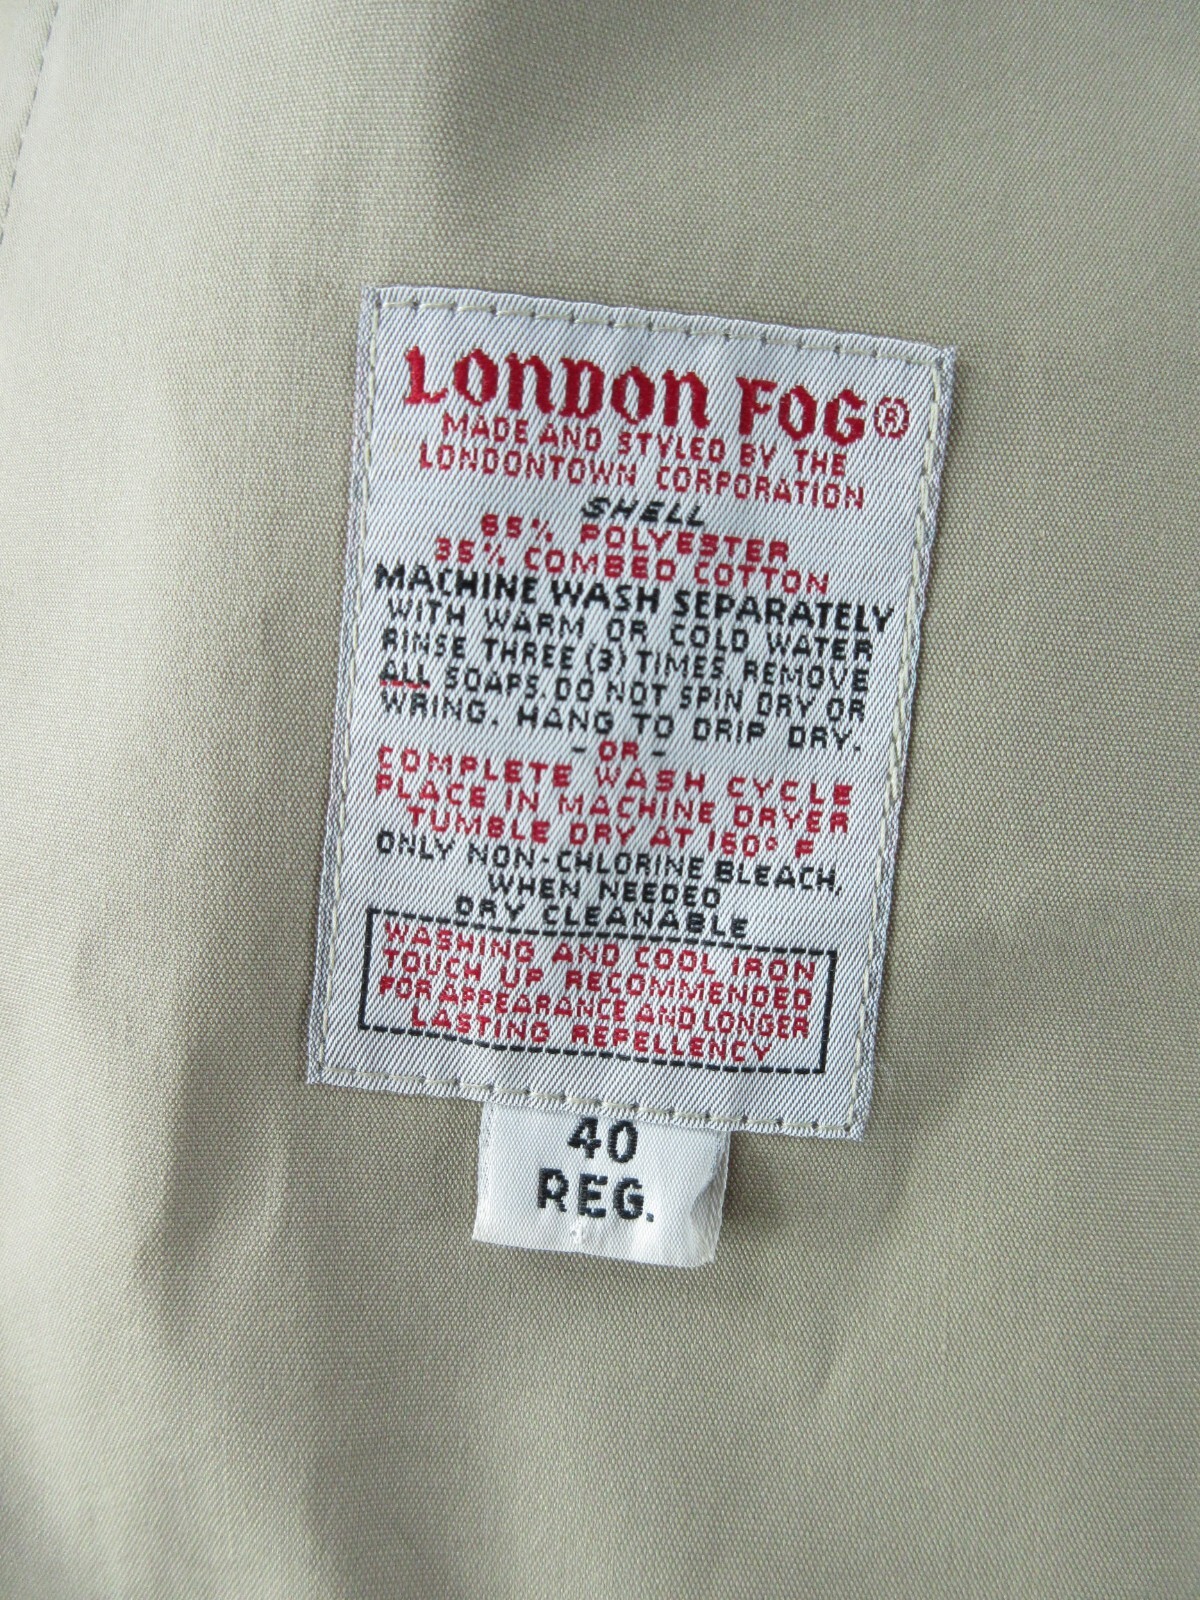 LONDON FOG®
MADE AND STYLED BY THE
LONDONTOWN CORPORATION
SHELL
65% POLYESTER
35% COMBED COTTON
MACHINE WASH SEPARATELY
WITH WARM OR COLD WATER
RINSE THREE (3) TIMES. REMOVE
ALL SOAPS. DO NOT SPIN DRY OR
WRING. HANG TO DRIP DRY.
- OR -
COMPLETE WASH CYCLE
PLACE IN MACHINE DRYER
TUMBLE DRY AT 160° F
ONLY NON-CHLORINE BLEACH,
WHEN NEEDED
DRY CLEANABLE
WASHING AND COOL IRON
TOUCH UP RECOMMENDED
FOR APPEARANCE AND LONGER
LASTING REPELLENCY
40
REG.